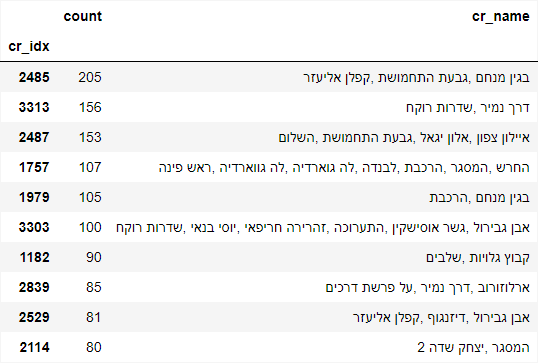 count cr_name
cr_idx
2485 205 בגין מנחם ,גבעת התחמושת ,קפלן אליעזר
3313 156 דרך נמיר ,שדרות רוקח
2487 153 איילון צפון ,אלון יגאל ,גבעת התחמושת ,השלום
1757 107 החרש ,המסגר ,הרכבת ,לבנדה ,לה גוארדיה ,לה גווארדיה ,ראש פינה
1979 105 בגין מנחם ,הרכבת
3303 100 אבן גבירול ,גשר אוסישקין ,התערוכה ,זהרירה חריפאי ,יוסי בנאי ,שדרות רוקח
1182 90 קבוץ גלויות ,שלבים
2839 85 ארלוזורוב ,דרך נמיר ,על פרשת דרכים
2529 81 אבן גבירול ,דיזנגוף ,קפלן אליעזר
2114 80 המסגר ,יצחק שדה 2